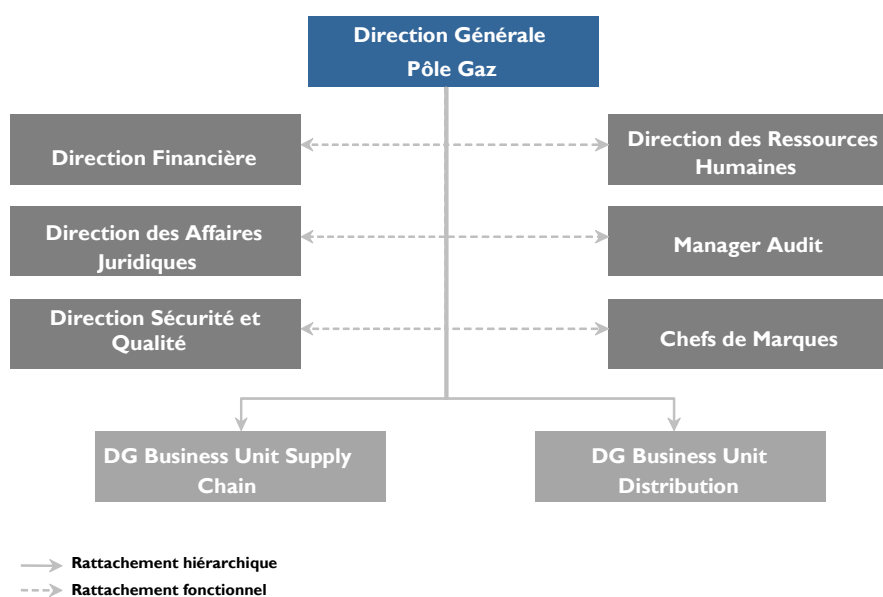 Direction Générale
Pôle Gaz
Direction Financière
Direction des Ressources
Humaines
Direction des Affaires
Juridiques
Manager Audit
Direction Sécurité et
Qualité
Chefs de Marques
DG Business Unit Supply
Chain
DG Business Unit
Distribution
Rattachement hiérarchique
Rattachement fonctionnel